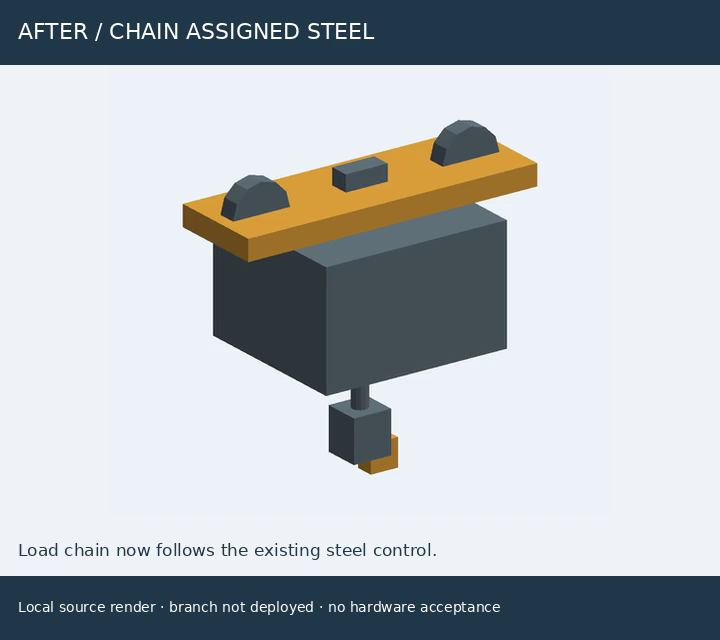 AFTER / CHAIN ASSIGNED STEEL
Load chain now follows the existing steel control.
Local source render · branch not deployed · no hardware acceptance